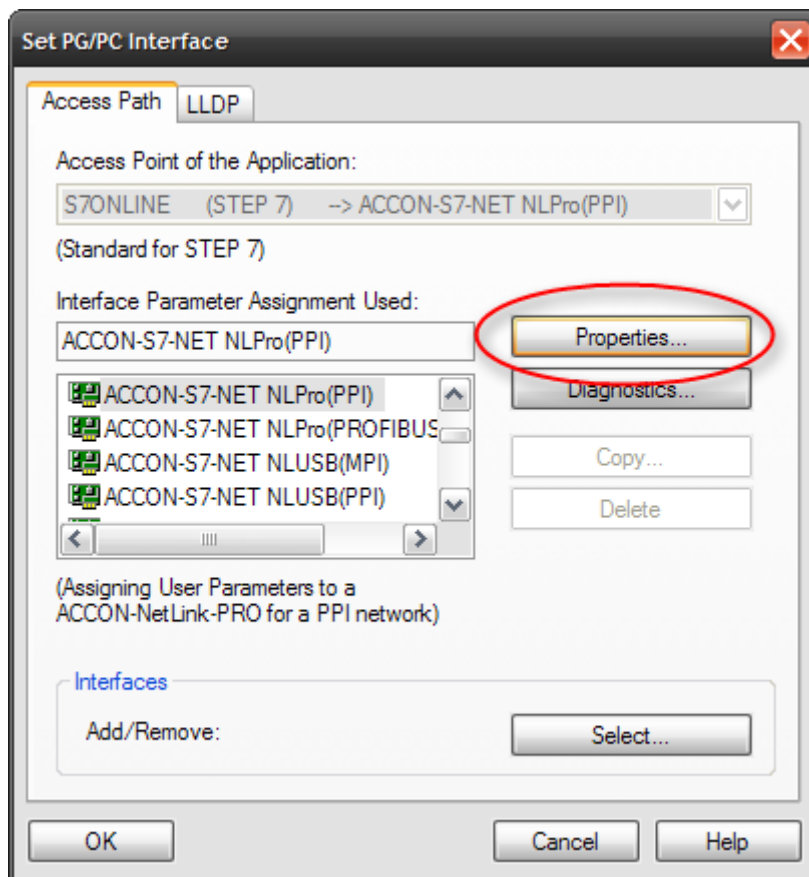 Set PG/PC Interface
Access Path
LLDP
Access Point of the Application:
S7ONLINE (STEP 7) --> ACCON-S7-NET NLPro(PPI)
(Standard for STEP 7)
Interface Parameter Assignment Used:
ACCON-S7-NET NLPro(PPI)
Properties...
ACCON-S7-NET NLPro(PPI)
ACCON-S7-NET NLPro(PROFIBUS
ACCON-S7-NET NLUSB(MPI)
ACCON-S7-NET NLUSB(PPI)
Diagnostics...
Copy...
Delete
(Assigning User Parameters to a
ACCON-NetLink-PRO for a PPI network)
Interfaces
Add/Remove:
Select...
OK
Cancel
Help